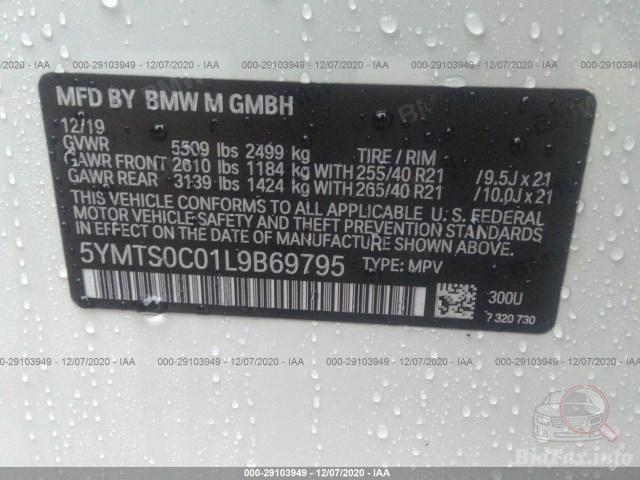 000-29103949 • 12/07/2020 - IAA
MFD BY BMW M GMBH
12/19
GVWR 5509 lbs 2499 kg TIRE / RIM
GAWR FRONT 2610 lbs 1184 kg WITH 255/40 R21 /9.5J x 21
GAWR REAR 3139 lbs 1424 kg WITH 265/40 R21 /10.0J x 21
THIS VEHICLE CONFORMS TO ALL APPLICABLE U. S. FEDERAL
MOTOR VEHICLE SAFETY AND THEFT PREVENTION STANDARDS
IN EFFECT ON THE DATE OF MANUFACTURE SHOWN ABOVE.
5YMTS0C01L9B69795 TYPE: MPV
300U
7 320 730
000-29103949 • 12/07/2020 - IAA
BidFax.info
000-29103949 • 12/07/2020 - IAA